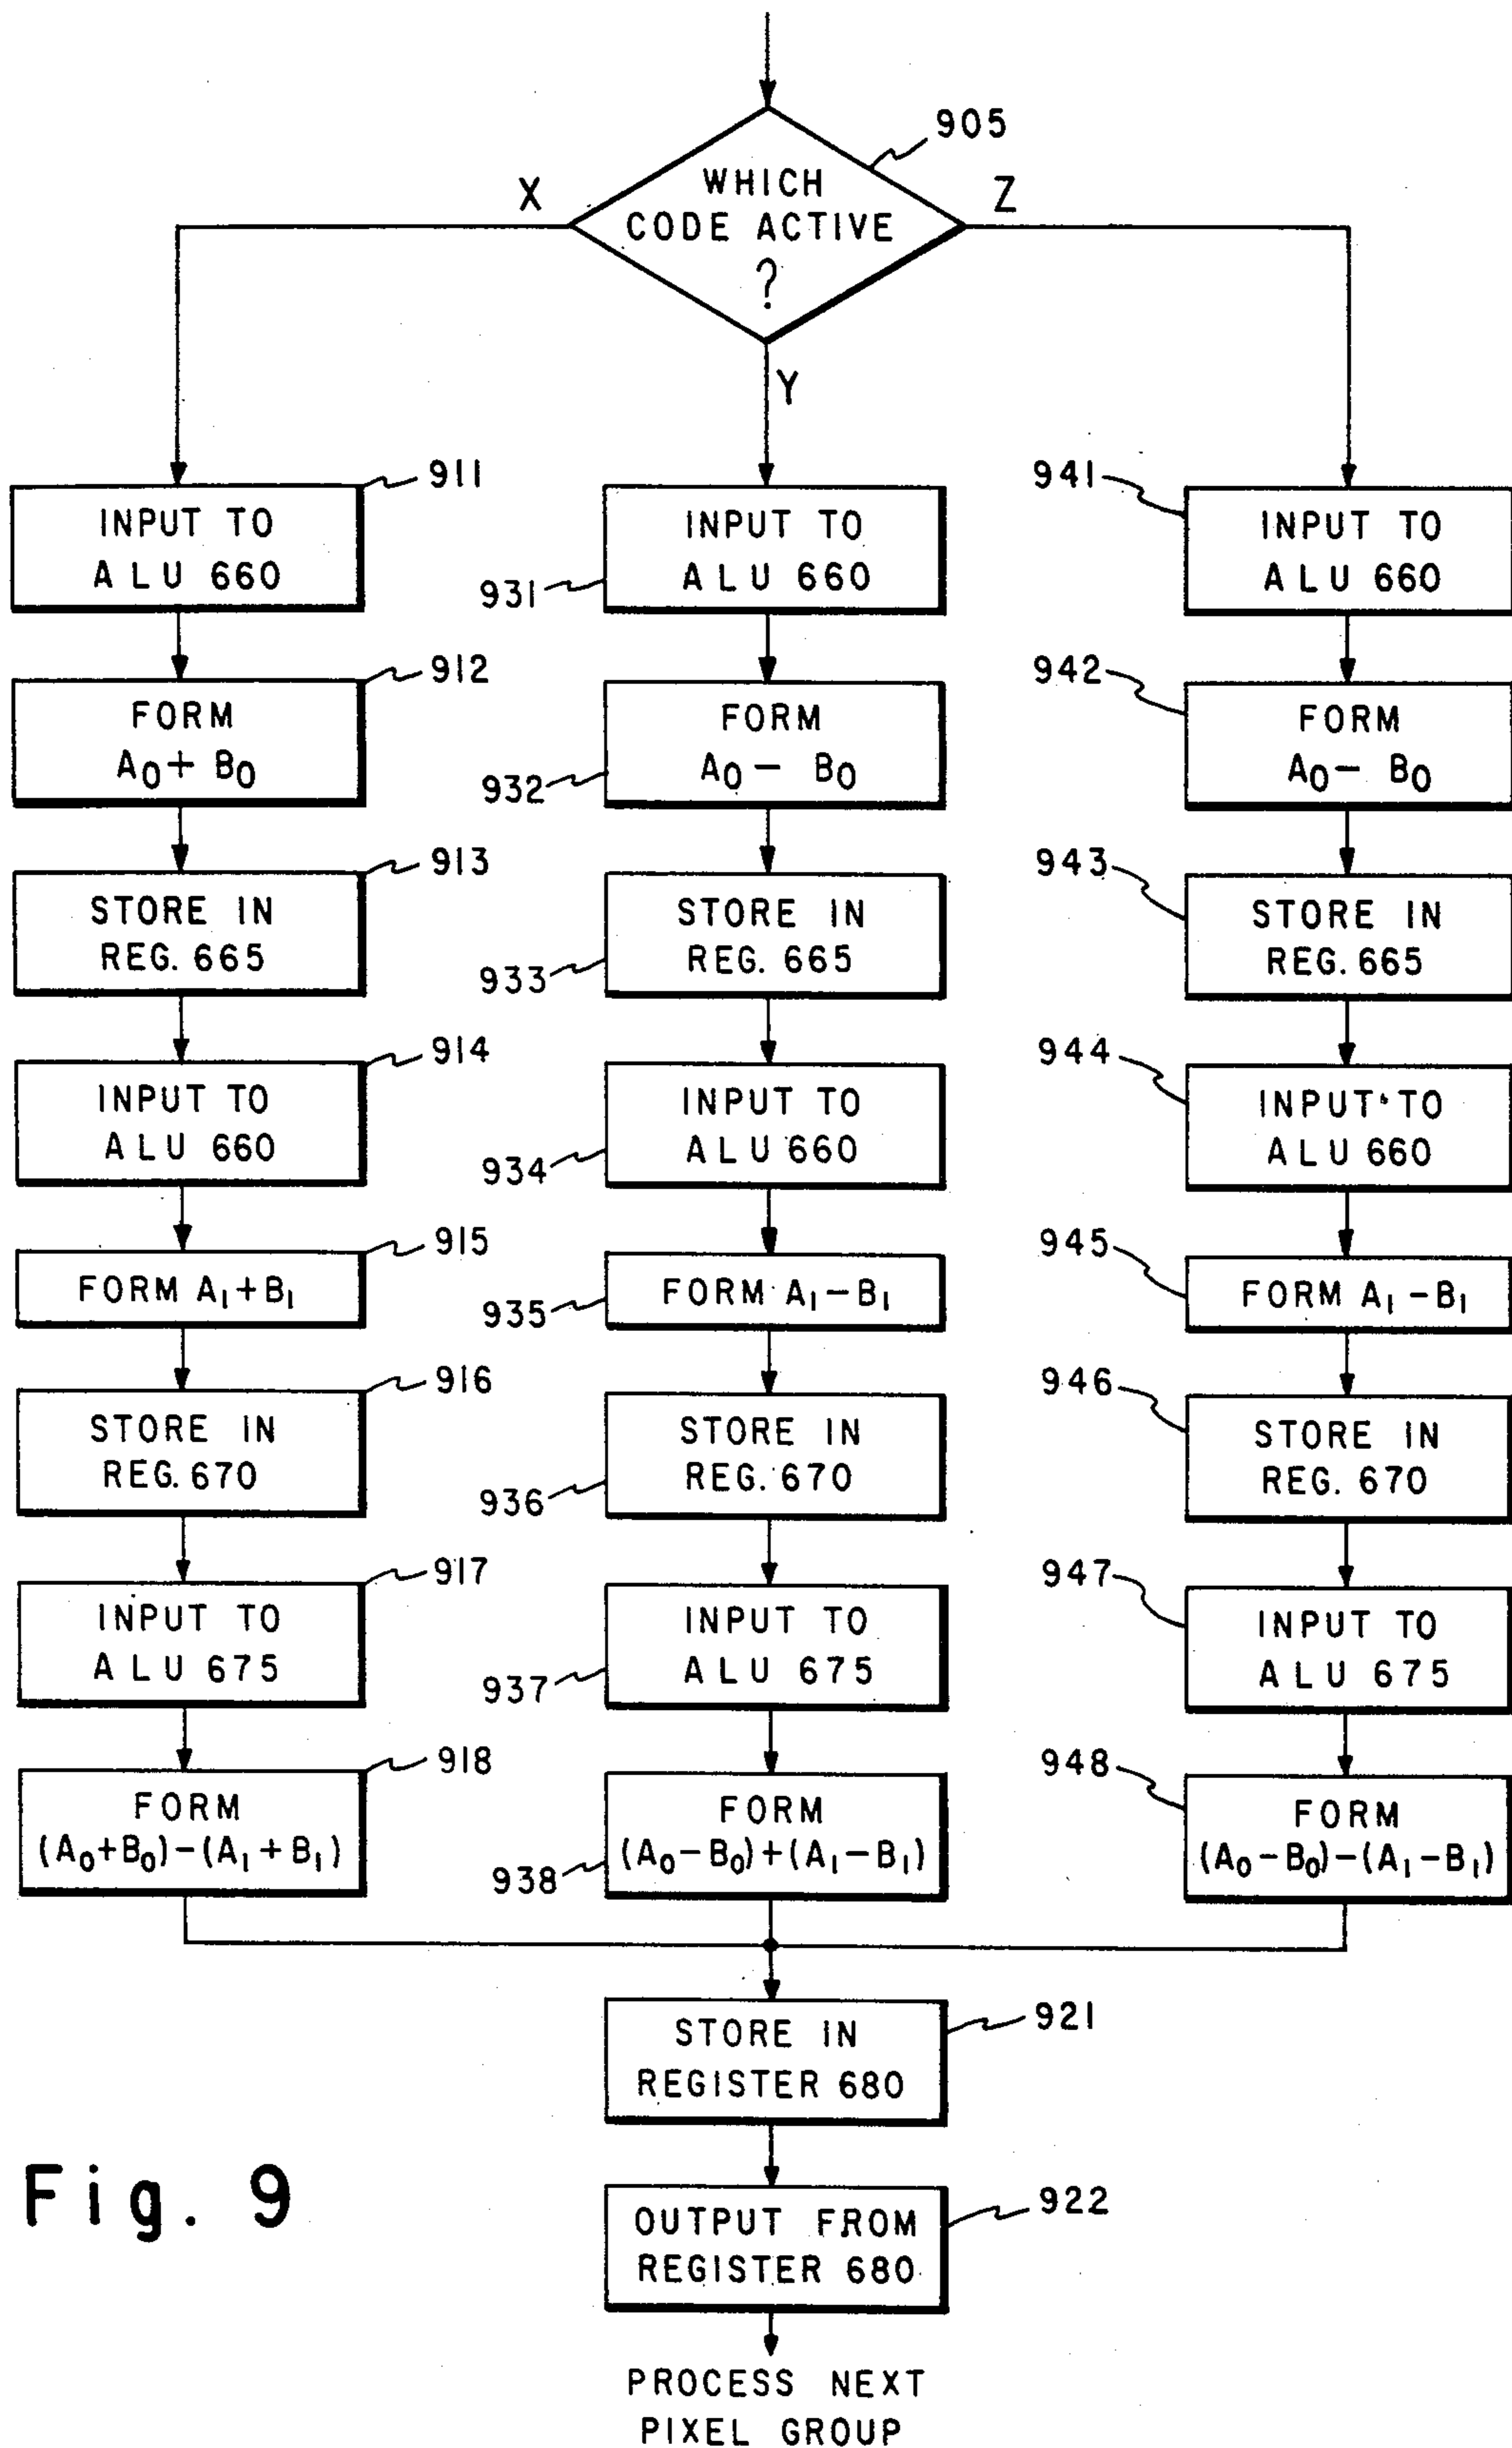 905
WHICH
CODE ACTIVE
?
X
Z
Y
911
INPUT TO
ALU 660
912
FORM
A₀ + B₀
913
STORE IN
REG. 665
914
INPUT TO
ALU 660
915
FORM A₁ + B₁
916
STORE IN
REG. 670
917
INPUT TO
ALU 675
918
FORM
(A₀+B₀)−(A₁+B₁)
931
INPUT TO
ALU 660
932
FORM
A₀ − B₀
933
STORE IN
REG. 665
934
INPUT TO
ALU 660
935
FORM A₁ − B₁
936
STORE IN
REG. 670
937
INPUT TO
ALU 675
938
FORM
(A₀−B₀)+(A₁−B₁)
941
INPUT TO
ALU 660
942
FORM
A₀ − B₀
943
STORE IN
REG. 665
944
INPUT TO
ALU 660
945
FORM A₁ − B₁
946
STORE IN
REG. 670
947
INPUT TO
ALU 675
948
FORM
(A₀−B₀)−(A₁−B₁)
921
STORE IN
REGISTER 680
922
OUTPUT FROM
REGISTER 680
PROCESS NEXT
PIXEL GROUP
Fig. 9